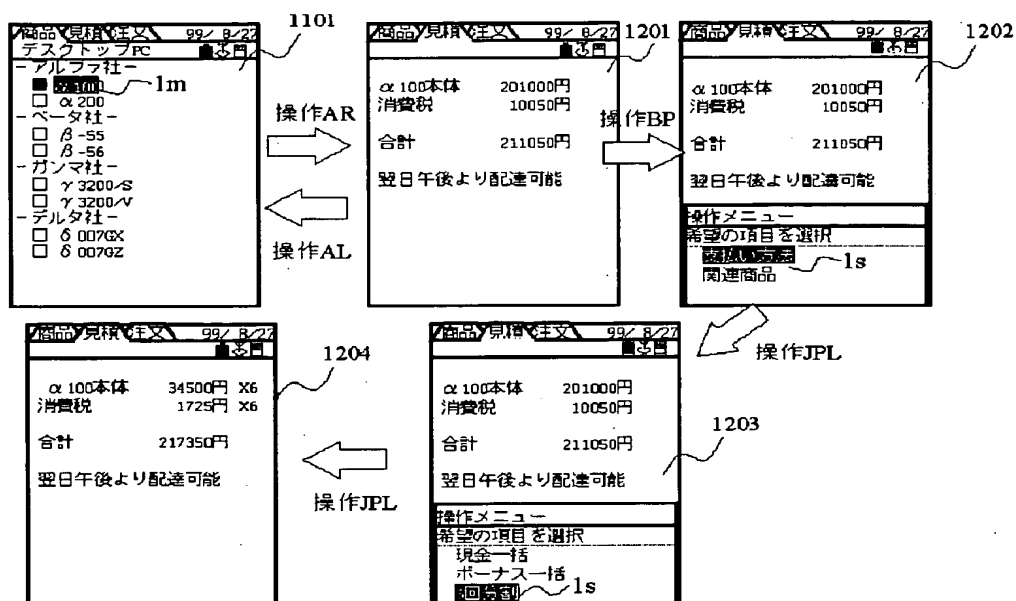 1101
商品 見積 注文 99/ 8/27
デスクトップPC
-アルファ社-
1m
α200
-ベータ社-
β-55
β-56
-ガンマ社-
γ3200/S
γ3200/V
-デルタ社-
δ007GX
δ007GZ
操作AR
操作AL
商品 見積 注文 99/ 8/27
1201
α100本体 201000円
消費税 10050円
合計 211050円
翌日午後より配達可能
操作BP
商品 見積 注文 99/ 8/27
1202
α100本体 201000円
消費税 10050円
合計 211050円
翌日午後より配達可能
操作メニュー
希望の項目を選択
支払い方法
1s
関連商品
操作JPL
商品 見積 注文 99/ 8/27
1203
α100本体 201000円
消費税 10050円
合計 211050円
翌日午後より配達可能
操作メニュー
希望の項目を選択
現金一括
ボーナス一括
1s
操作JPL
商品 見積 注文 99/ 8/27
1204
α100本体 34500円 X6
消費税 1725円 X6
合計 217350円
翌日午後より配達可能